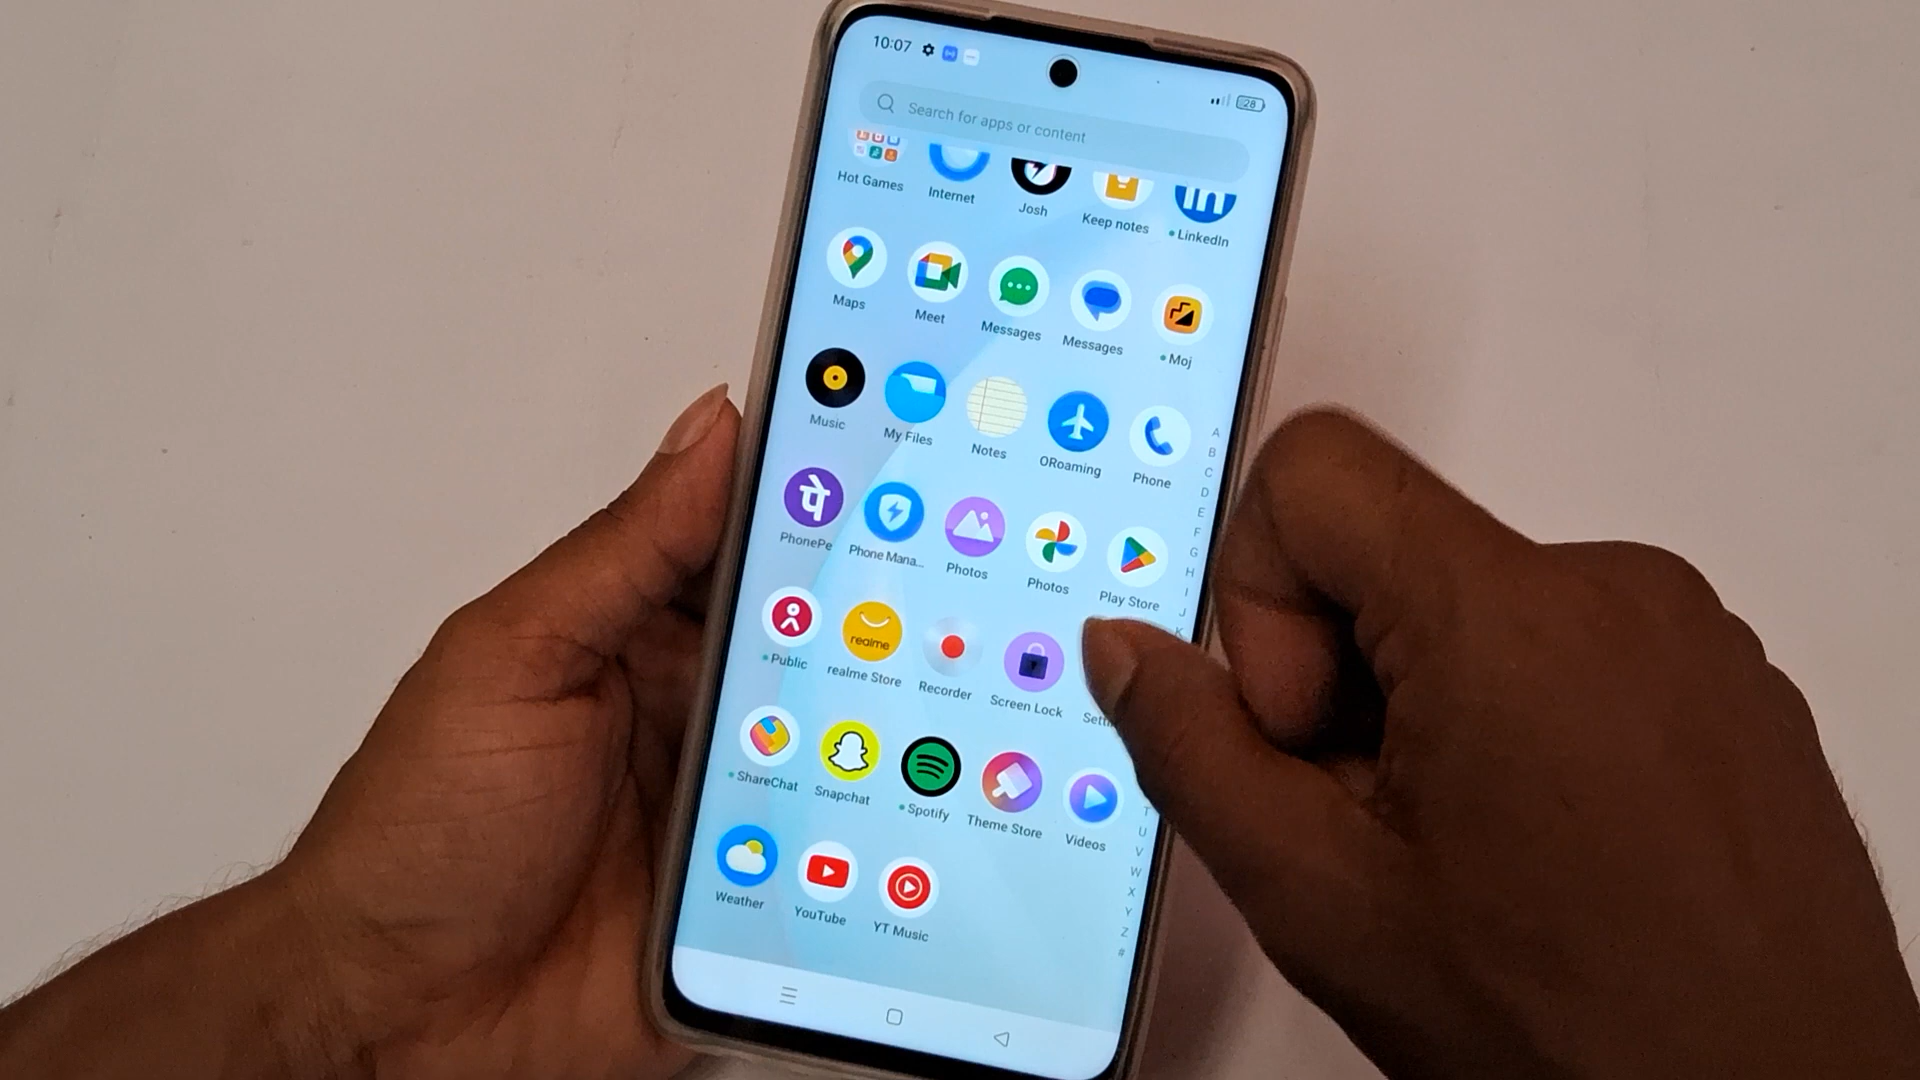 10:07
28
Search for apps or content
Hot Games
Internet
Josh
Keep notes
LinkedIn
in
Maps
Meet
Messages
Messages
Moj
Music
My Files
Notes
ORoaming
Phone
पे
PhonePe
Phone Mana...
Photos
Photos
Play Store
Public
realme
realme Store
Recorder
Screen Lock
ShareChat
Snapchat
Spotify
Theme Store
Videos
Weather
YouTube
YT Music
A
B
C
D
E
F
G
H
I
J
K
T
U
V
W
X
Y
Z
#